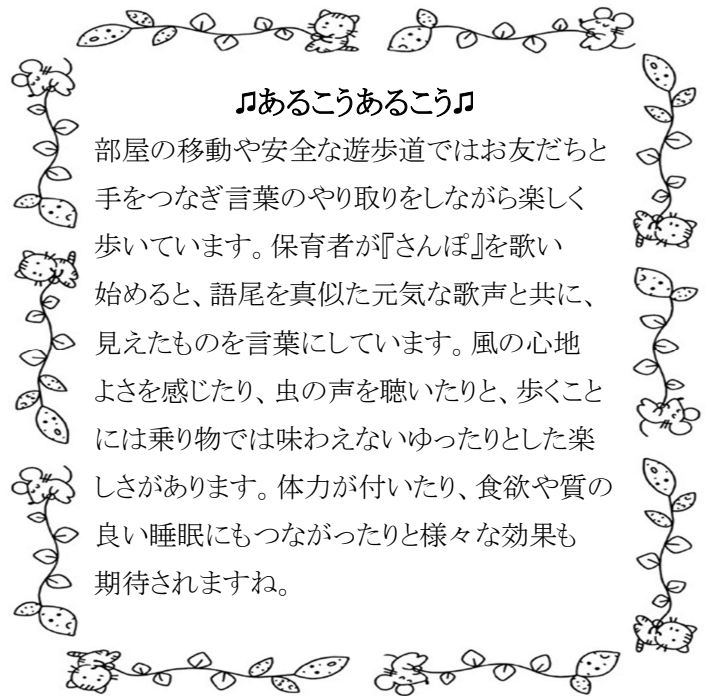 ♫あるこうあるこう♫
部屋の移動や安全な遊歩道ではお友だちと
手をつなぎ言葉のやり取りをしながら楽しく
歩いています。保育者が『さんぽ』を歌い
始めると、語尾を真似た元気な歌声と共に、
見えたものを言葉にしています。風の心地
よさを感じたり、虫の声を聴いたりと、歩くこと
には乗り物では味わえないゆったりとした楽
しさがあります。体力が付いたり、食欲や質の
良い睡眠にもつながったりと様々な効果も
期待されますね。